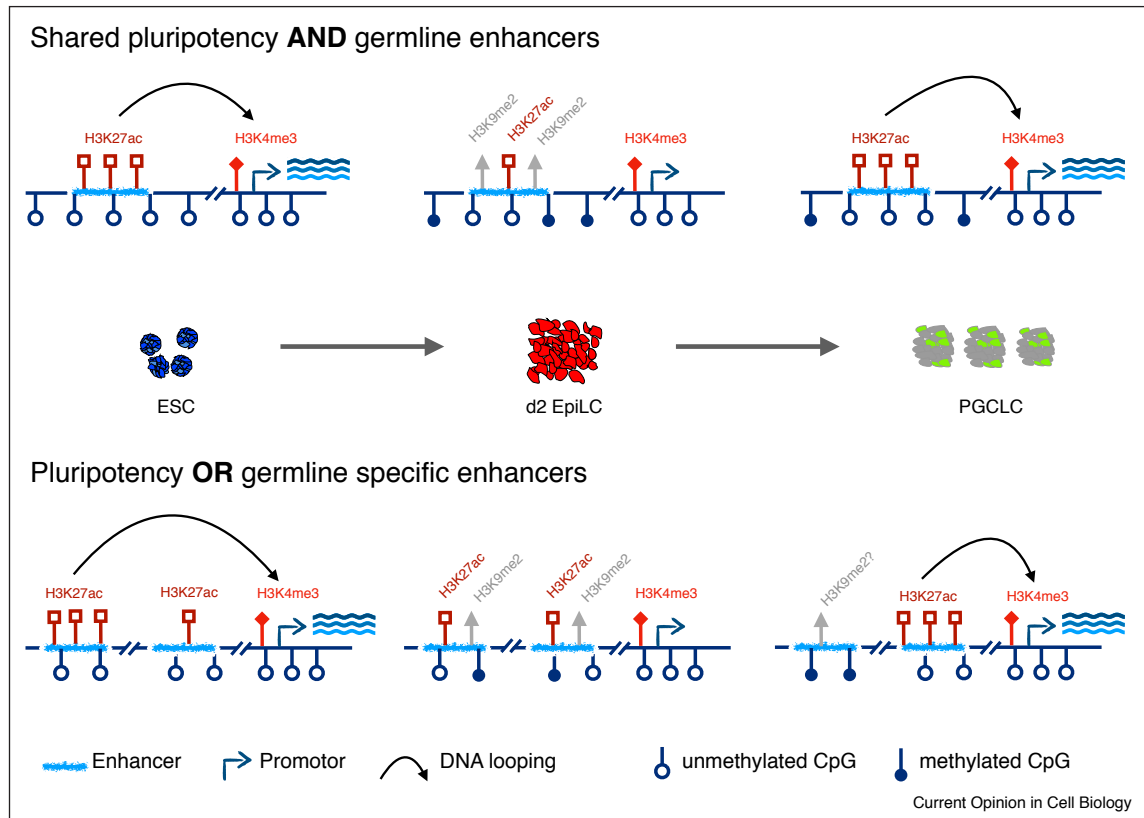 Shared pluripotency AND germline enhancers
H3K27ac
H3K4me3
H3K9me2
H3K27ac
H3K9me2
H3K4me3
H3K27ac
H3K4me3
ESC
d2 EpiLC
PGCLC
Pluripotency OR germline specific enhancers
H3K27ac
H3K27ac
H3K4me3
H3K27ac
H3K9me2
H3K27ac
H3K9me2
H3K4me3
H3K9me2?
H3K27ac
H3K4me3
Enhancer
Promotor
DNA looping
unmethylated CpG
methylated CpG
Current Opinion in Cell Biology